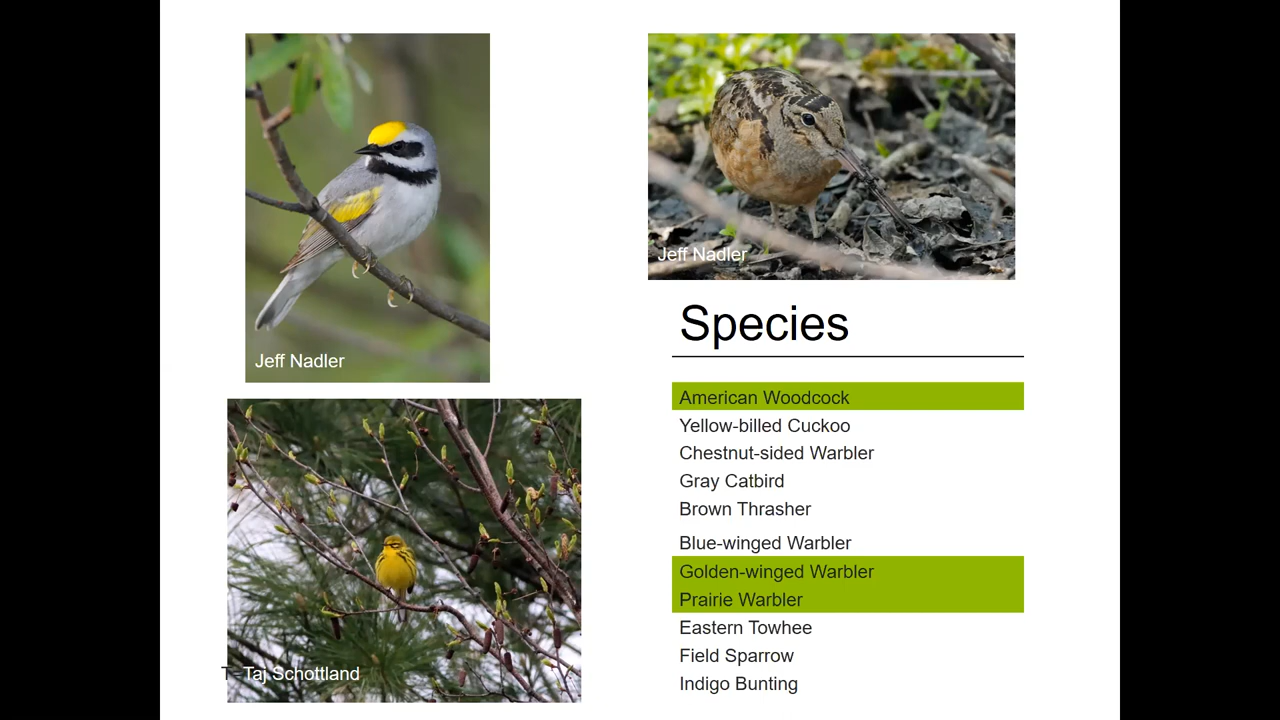 Jeff Nadler
Jeff Nadler
Species
American Woodcock
Yellow-billed Cuckoo
Chestnut-sided Warbler
Gray Catbird
Brown Thrasher
Blue-winged Warbler
Golden-winged Warbler
Prairie Warbler
Eastern Towhee
Field Sparrow
Indigo Bunting
T - Taj Schottland